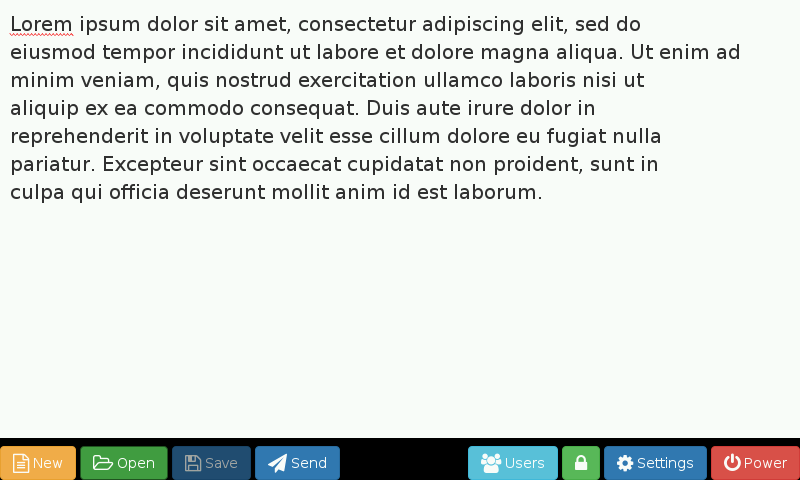 Lorem ipsum dolor sit amet, consectetur adipiscing elit, sed do
eiusmod tempor incididunt ut labore et dolore magna aliqua. Ut enim ad
minim veniam, quis nostrud exercitation ullamco laboris nisi ut
aliquip ex ea commodo consequat. Duis aute irure dolor in
reprehenderit in voluptate velit esse cillum dolore eu fugiat nulla
pariatur. Excepteur sint occaecat cupidatat non proident, sunt in
culpa qui officia deserunt mollit anim id est laborum.
New Open Save Send Users Settings Power